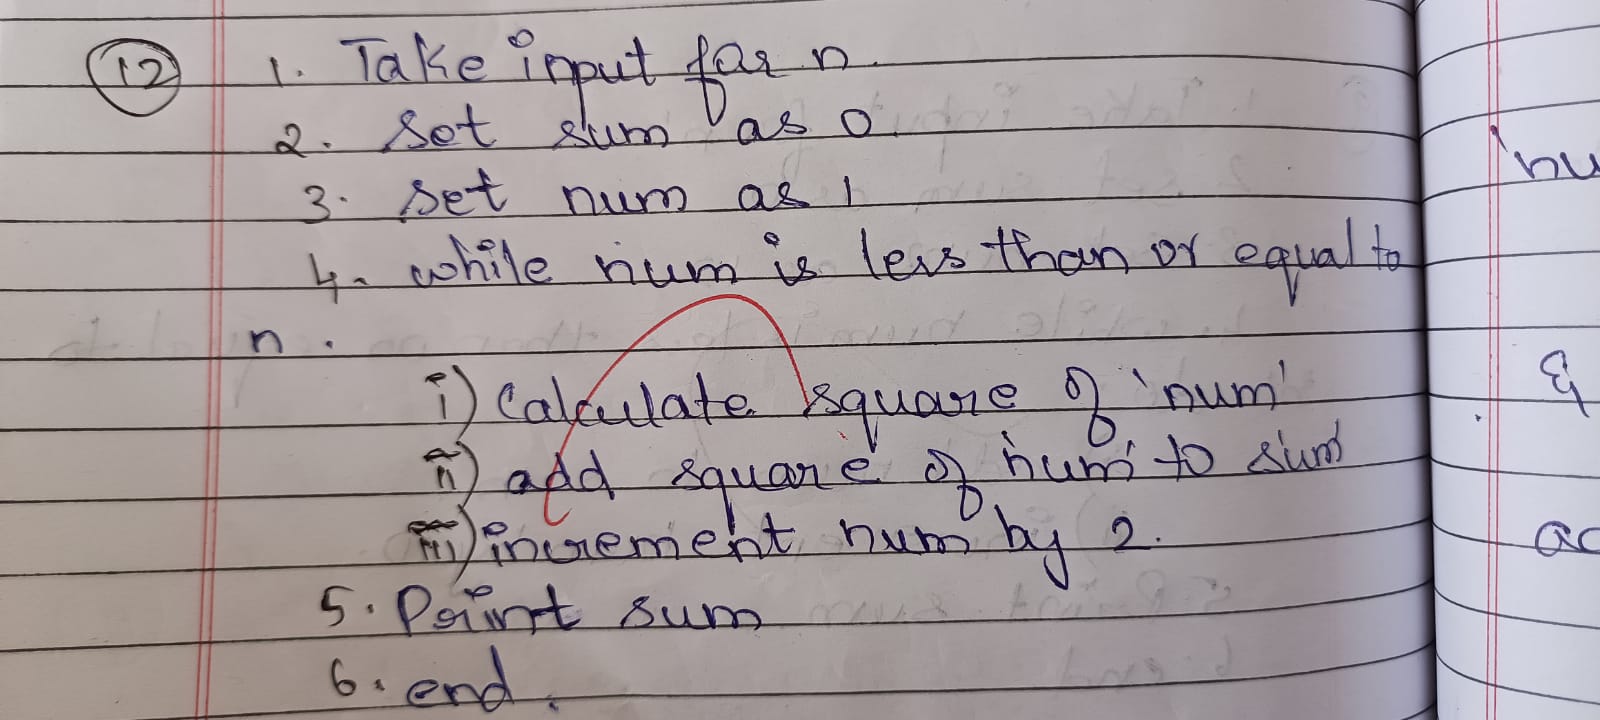 12 1. Take input for n.
2. Set sum as 0.
3. Set num as 1
4. while num is less than or equal to
n.
i) Calculate square of 'num'
ii) add square of 'num' to sum
iii) increment num by 2.
5. Print sum
6. end.